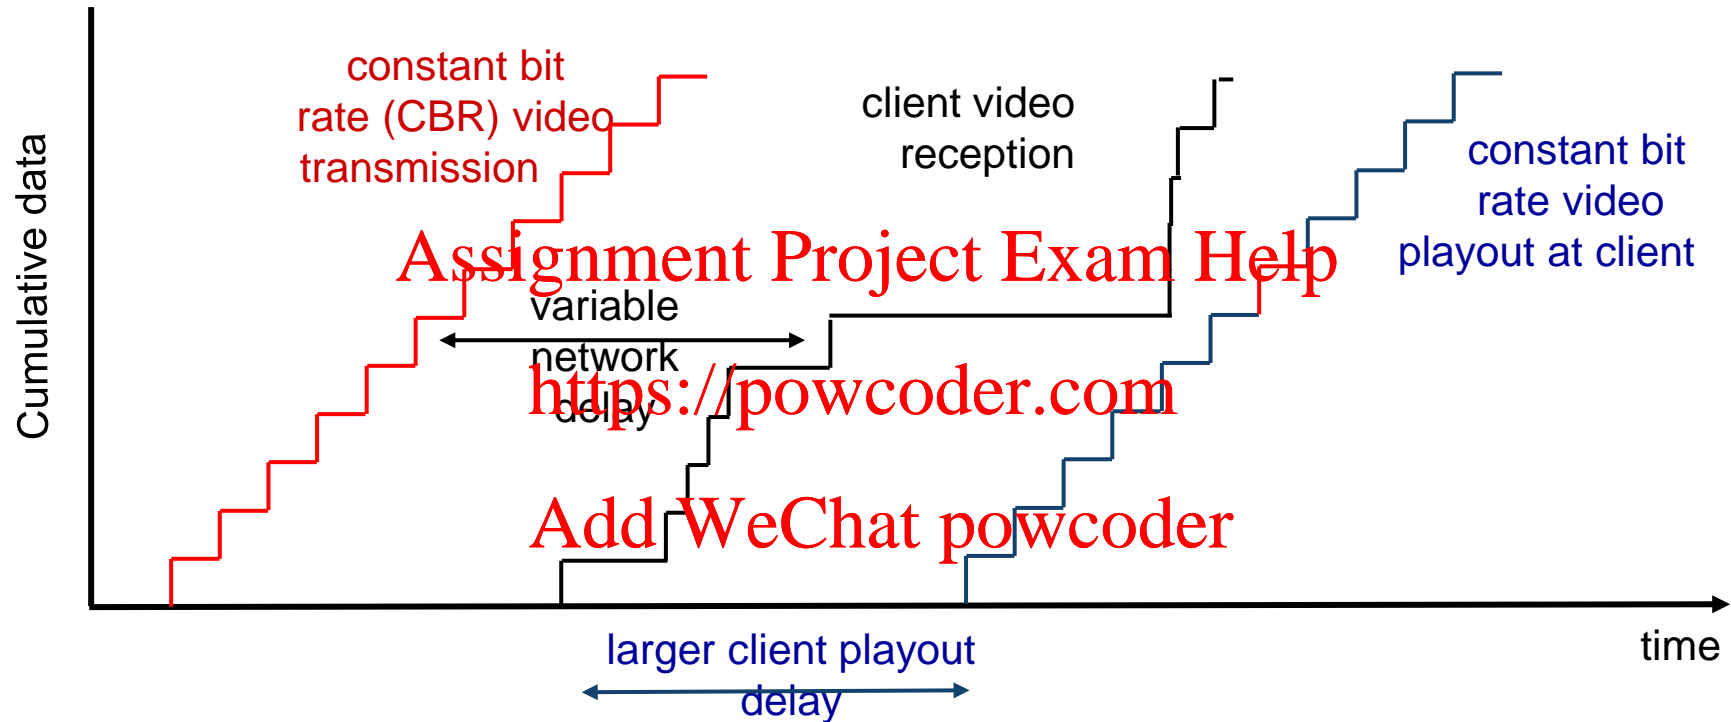 constant bit
rate (CBR) video
transmission
client video
reception
constant bit
rate video
playout at client
Cumulative data
Assignment Project Exam Help
variable
network
delay
https://powcoder.com
Add WeChat powcoder
time
larger client playout
delay